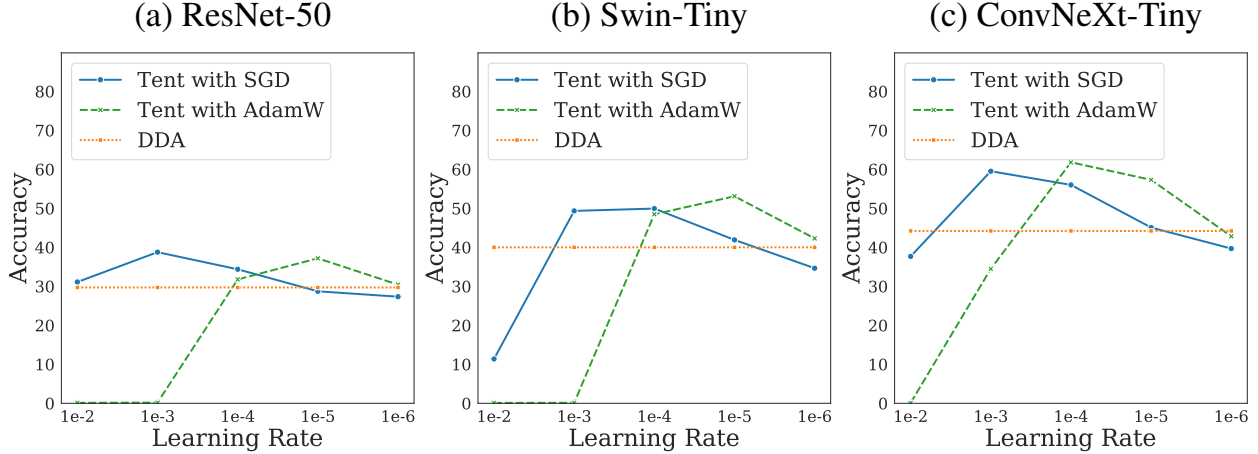 (a) ResNet-50
Accuracy
80
70
60
50
40
30
20
10
0
Tent with SGD
Tent with AdamW
DDA
1e-2 1e-3 1e-4 1e-5 1e-6
Learning Rate
(b) Swin-Tiny
Accuracy
80
70
60
50
40
30
20
10
0
Tent with SGD
Tent with AdamW
DDA
1e-2 1e-3 1e-4 1e-5 1e-6
Learning Rate
(c) ConvNeXt-Tiny
Accuracy
80
70
60
50
40
30
20
10
0
Tent with SGD
Tent with AdamW
DDA
1e-2 1e-3 1e-4 1e-5 1e-6
Learning Rate